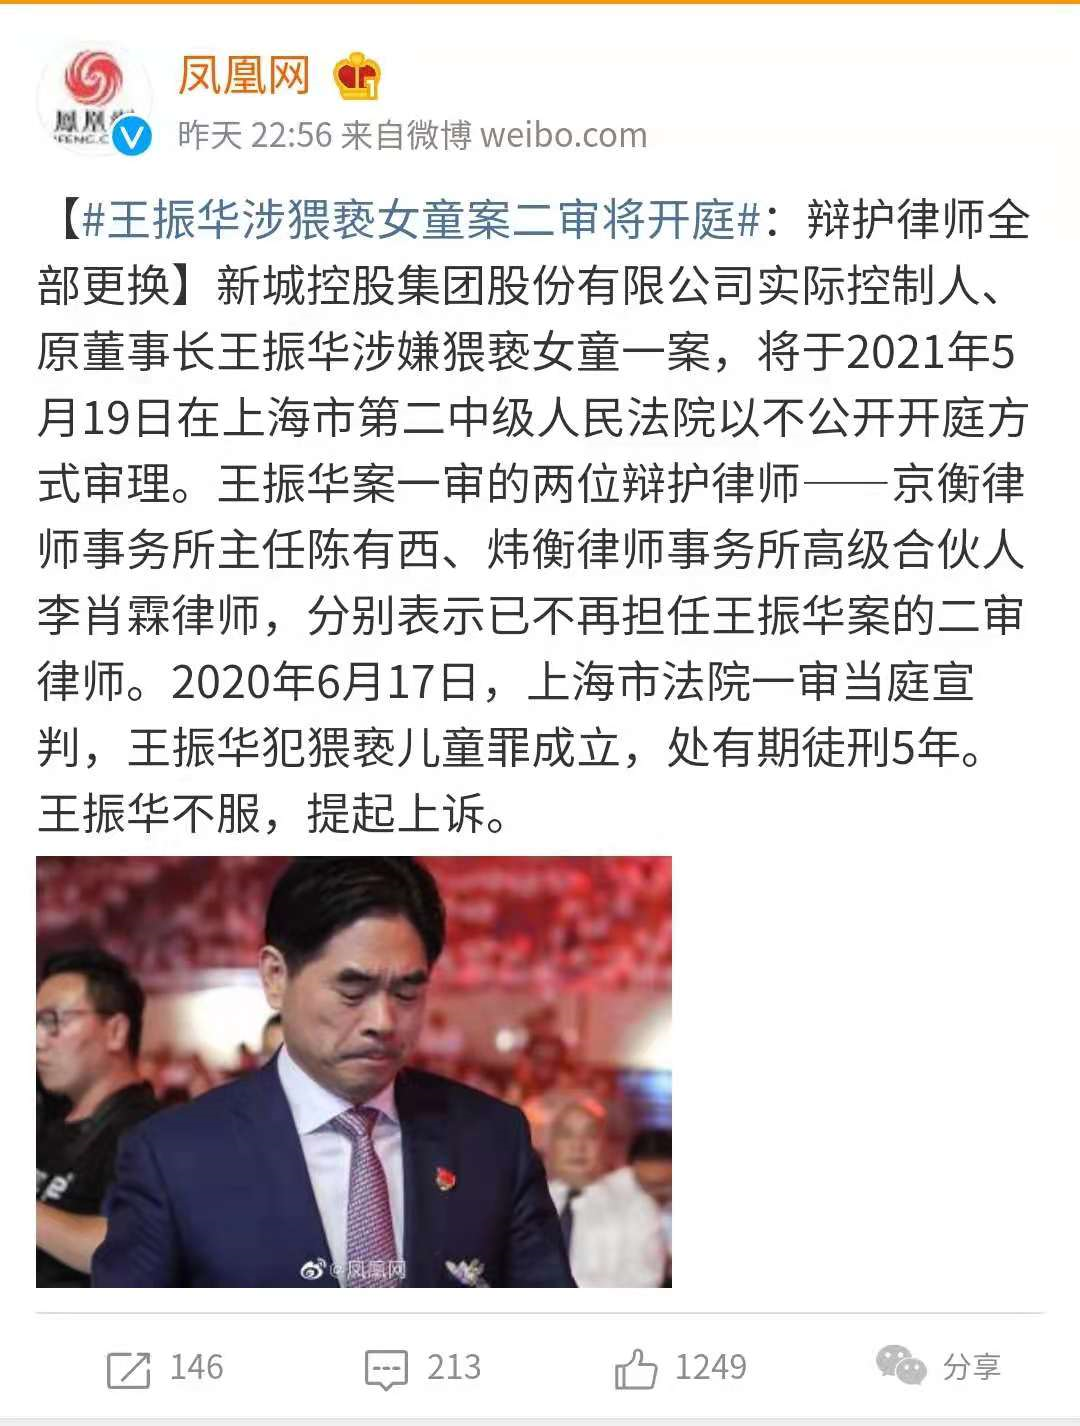 凤凰网
昨天 22:56 来自微博 weibo.com
【#王振华涉猥亵女童案二审将开庭#：辩护律师全
部更换】新城控股集团股份有限公司实际控制人、
原董事长王振华涉嫌猥亵女童一案，将于2021年5
月19日在上海市第二中级人民法院以不公开开庭方
式审理。王振华案一审的两位辩护律师——京衡律
师事务所主任陈有西、炜衡律师事务所高级合伙人
李肖霖律师，分别表示已不再担任王振华案的二审
律师。2020年6月17日，上海市法院一审当庭宣
判，王振华犯猥亵儿童罪成立，处有期徒刑5年。
王振华不服，提起上诉。
@凤凰网
146 213 1249 分享